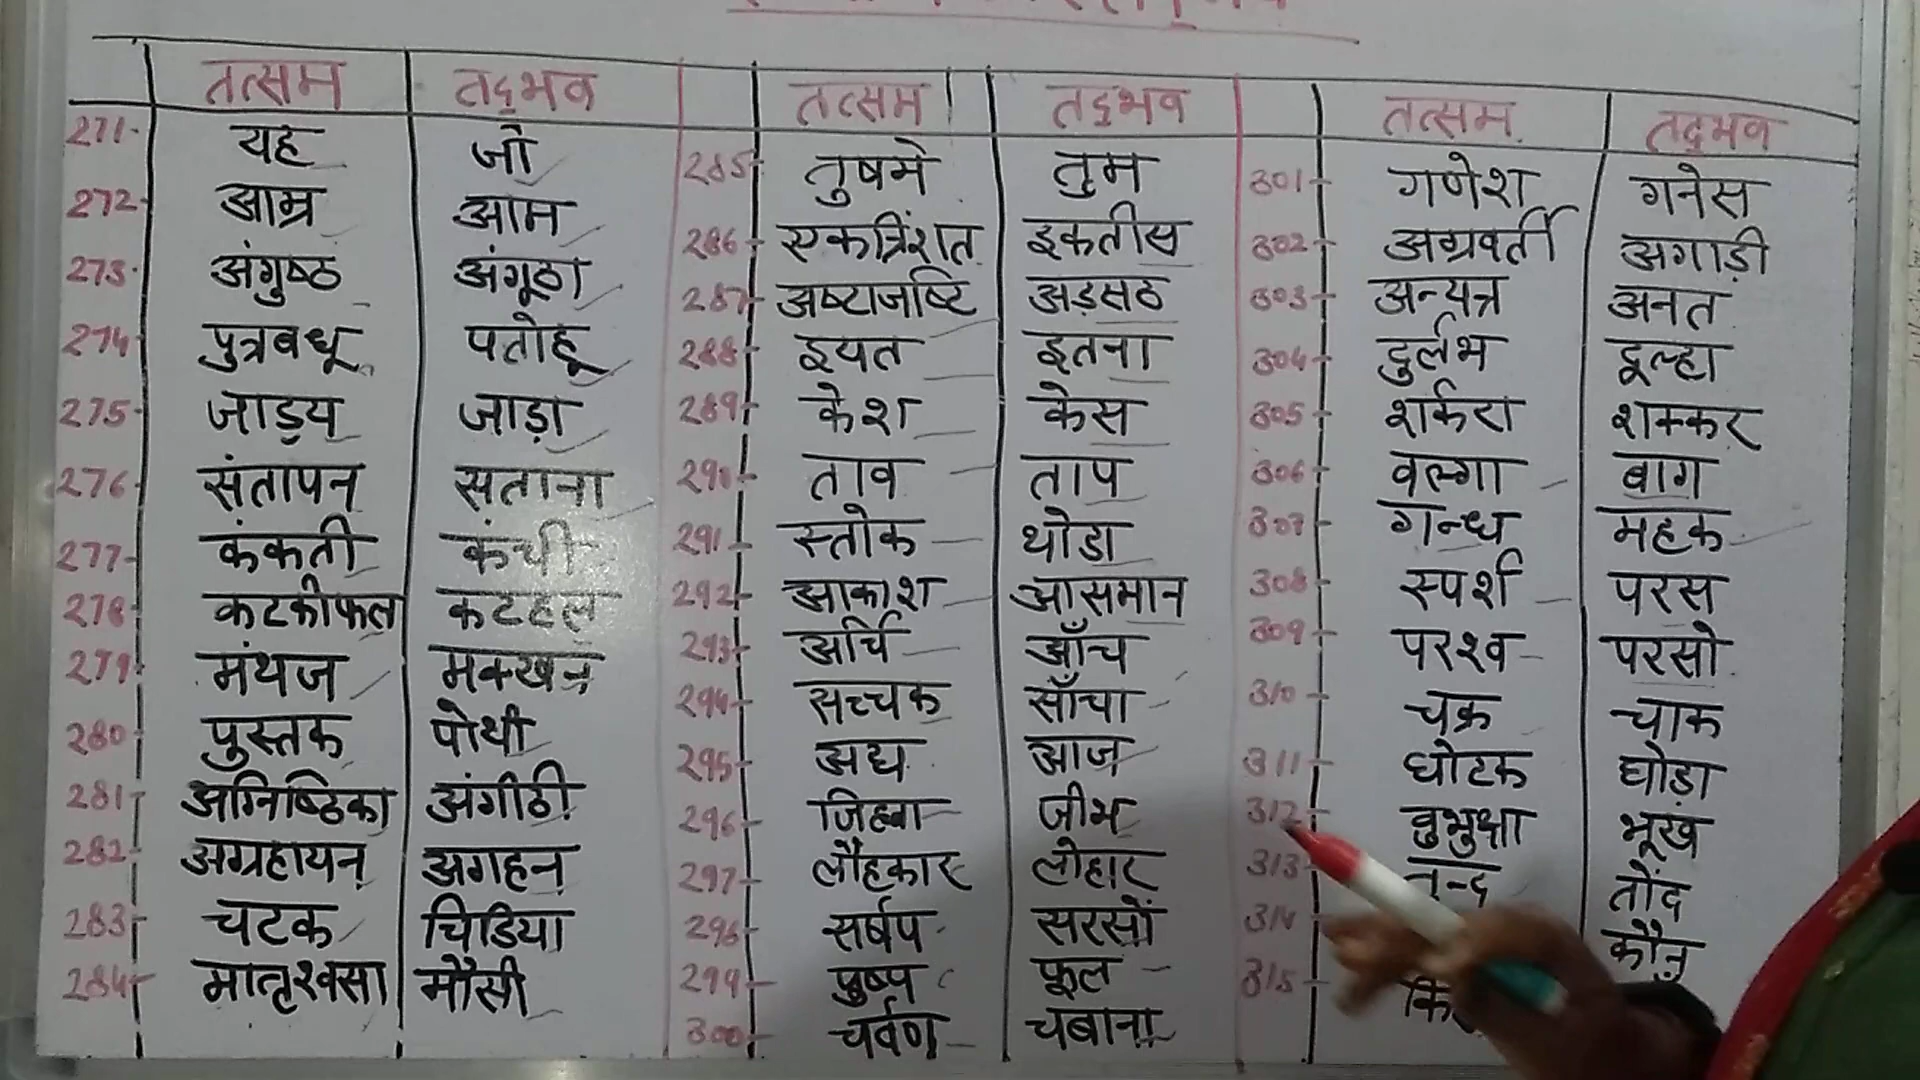 तत्सम तद्भव तत्सम तद्भव तत्सम तद्भव
271 यह जो 285 तुषमे तुम 301 गणेश गनेस
272 आम्र आम 286 एकत्रिंशत इकतीस 302 अग्रवर्ती अगाड़ी
273 अंगुष्ठ अंगूठा 287 अड़सठ 303 अन्यत्र अनत
274 पुत्रवधू पतोहू 288 इयत इतना 304 दुर्लभ दूल्हा
275 जाड्य जाड़ा 289 केश केस 305 शर्करा शक्कर
276 संतापन सताना 290 ताव ताप 306 वल्गा बाग
277 कंकती कंघी 291 स्तोक थोडा 307 गन्ध महक
278 कटकीफल कटहल 292 आकाश आसमान 308 स्पर्श परस
279 मंथज मक्खन 293 अर्चि आँच 309 परश्व परसो
280 पुस्तक पोथी 294 सच्चक साँचा 310 चक्र चाक
281 अग्निष्ठिका अंगीठी 295 अद्य आज 311 घोटक घोड़ा
282 अग्रहायन अगहन 296 जिह्वा जीभ 312 बुभुक्षा भूख
283 चटक चिडिया 297 लौहकार लोहार 313 तोंद
284 मातृश्वसा मौसी 298 सर्षप सरसों 314 कौन
299 पुष्प फूल 315
300 चर्वण चबाना